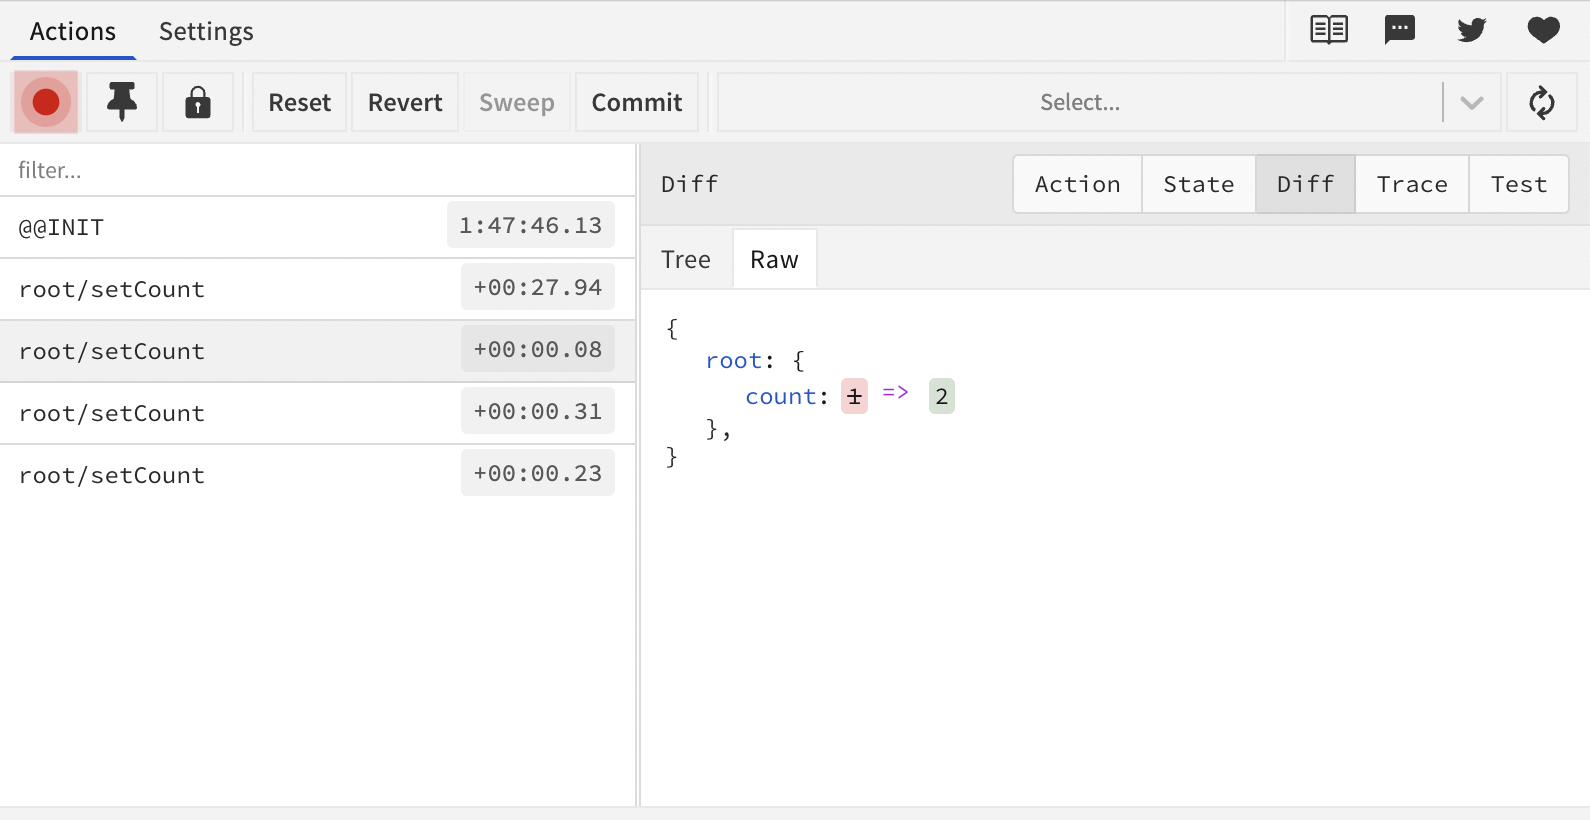 Actions Settings
Reset Revert Sweep Commit Select...
filter...
@@INIT 1:47:46.13
root/setCount +00:27.94
root/setCount +00:00.08
root/setCount +00:00.31
root/setCount +00:00.23
Diff Action State Diff Trace Test
Tree Raw
{
root: {
count: 1 => 2
},
}